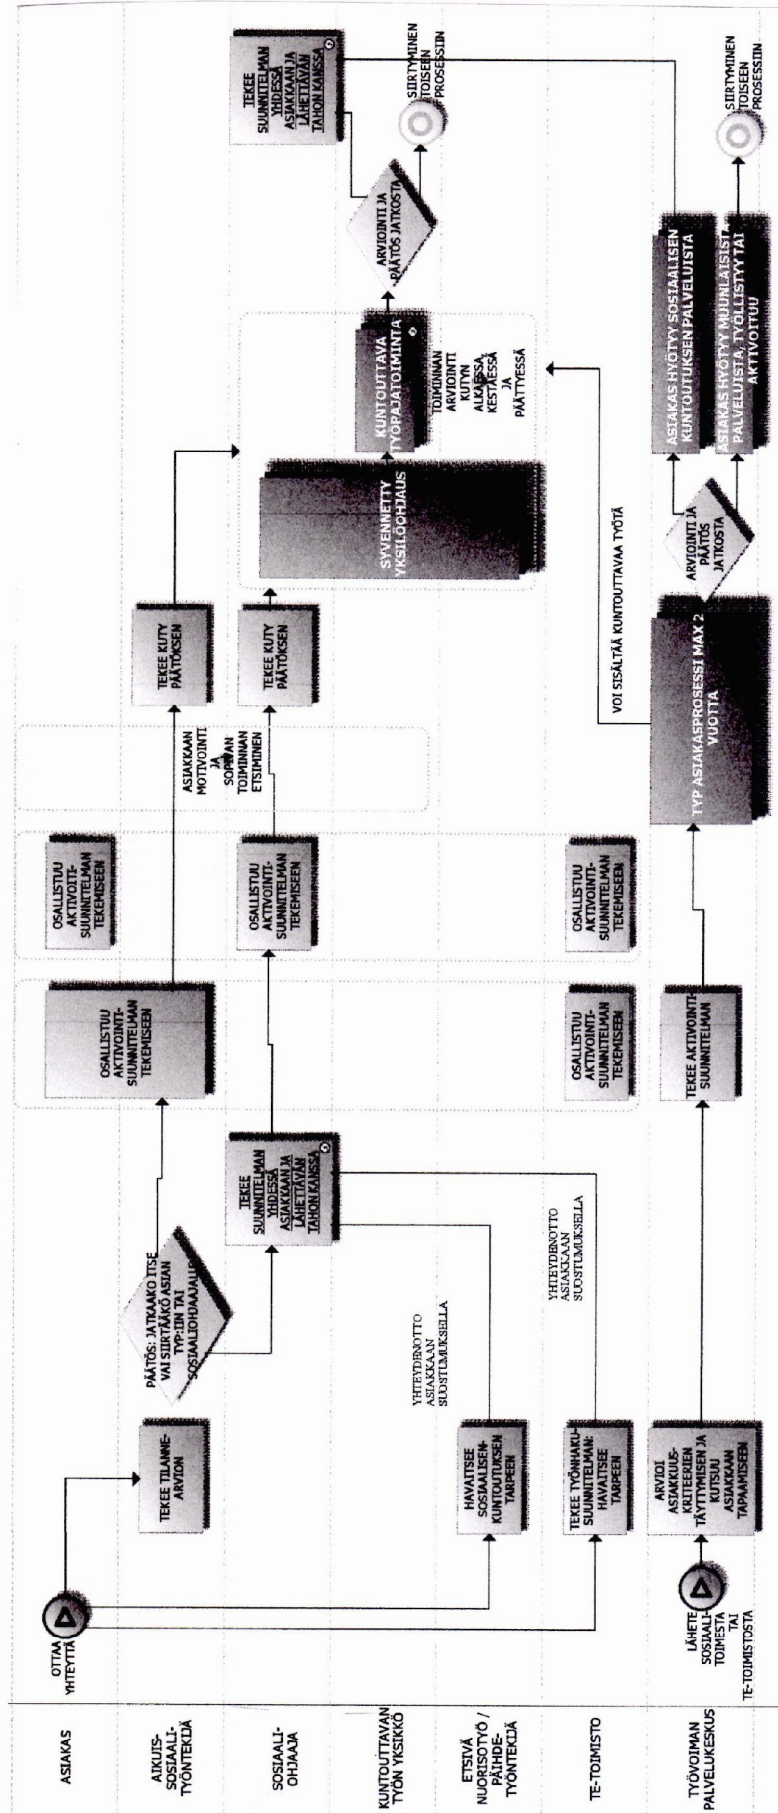 ASIAKAS
OTTAA
YHTEYTTÄ
OSALLISTUU
AKTIVOINTI-
SUUNNITELMAN
TEKEMISEEN
OSALLISTUU
AKTIVOITTI-
SUUNNITELMAN
TEKEMISEEN
AIKUIS-
SOSIAALI-
TYÖNTEKIJÄ
TEKEE TILANNE-
ARVION
PÄÄTÖS: JATKAAKO ITSE
VAI SIIRTÄÄKÖ ASIAN
TYP:IIN TAI
SOSIAALIOHJAAJALLE
ASIAKKAAN
MOTIVOINTI
JA
SOPIVAN
TOIMINNAN
ETSIMINEN
TEKEE KUTY
PÄÄTÖKSEN
SOSIAALI-
OHJAAJA
TEKEE
SUUNNITELMAN
YHDESSÄ
ASIAKKAAN JA
LÄHETTÄVÄN
TAHON KANSSA
OSALLISTUU
AKTIVOINTI-
SUUNNITELMAN
TEKEMISEEN
TEKEE KUTY
PÄÄTÖKSEN
SYVENNETTY
YKSILÖOHJAUS
TEKEE
SUUNNITELMAN
YHDESSÄ
ASIAKKAAN JA
LÄHETTÄVÄN
TAHON KANSSA
KUNTOUTTAVAN
TYÖN YKSIKKÖ
KUNTOUTTAVA
TYÖPAJATOIMINTA
TOIMINNAN
ARVIOINTI
KUTYN
ALKAESSA,
KESTÄESSÄ
JA
PÄÄTTYESSÄ
ARVIOINTI JA
PÄÄTÖS JATKOSTA
SIIRTYMINEN
TOISEEN
PROSESSIIN
ETSIVÄ
NUORISOTYÖ /
PÄIHDE-
TYÖNTEKIJÄ
HAVAITSEE
SOSIAALISEN
KUNTOUTUKSEN
TARPEEN
YHTEYDENOTTO
ASIAKKAAN
SUOSTUMUKSELLA
TE-TOIMISTO
TEKEE TYÖNHAKU-
SUUNNITELMAN:
HAVAITSEE
TARPEEN
YHTEYDENOTTO
ASIAKKAAN
SUOSTUMUKSELLA
OSALLISTUU
AKTIVOINTI-
SUUNNITELMAN
TEKEMISEEN
OSALLISTUU
AKTIVOINTI-
SUUNNITELMAN
TEKEMISEEN
VOI SISÄLTÄÄ KUNTOUTTAVAA TYÖTÄ
TYÖVOIMAN
PALVELUKESKUS
LÄHETE
SOSIAALI-
TOIMESTA
TAI
TE-TOIMISTOSTA
ARVIOI
ASIAKKUUS-
KRITEERIEN
TÄYTTYMISEN JA
KUTSUU
ASIAKKAAN
TAPAAMISEEN
TEKEE AKTIVOINTI-
SUUNNITELMAN
TYP ASIAKASPROSESSI MAX 2
VUOTTA
ARVIOINTI JA
PÄÄTÖS
JATKOSTA
ASIAKAS HYÖTYY SOSIAALISEN
KUNTOUTUKSEN PALVELUISTA
ASIAKAS HYÖTYY MUUNLAISISTA
PALVELUISTA, TYÖLLISTYY TAI
AKTIVOITUU
SIIRTYMINEN
TOISEEN
PROSESSIIN